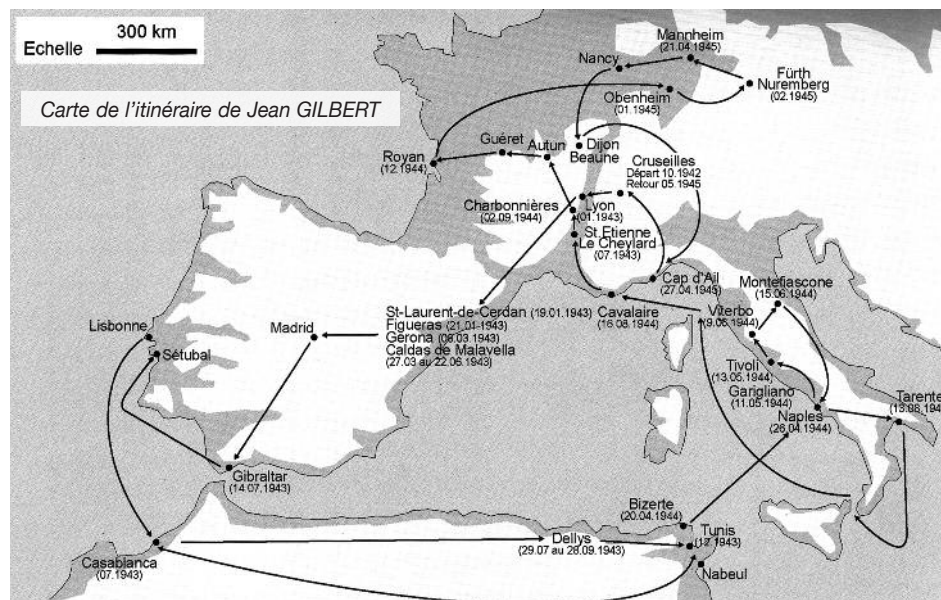 300 km
Echelle
Carte de l'itinéraire de Jean GILBERT
Mannheim
(21.04.1945)
Nancy
Fürth
Nuremberg
(02.1945)
Obenheim
(01.1945)
Guéret
Autun
Dijon
Beaune
Royan
(12.1944)
Cruseilles
Départ 10.1942
Retour 05.1945
Charbonnières
(02.09.1944)
Lyon
(01.1943)
St.Etienne
Le Cheylard
(07.1943)
Cap d'Ail
(27.04.1945)
Montefiascone
(15.06.1944)
Viterbo
(9.06.1944)
Cavalaire
(16.08.1944)
St-Laurent-de-Cerdan (19.01.1943)
Figueras (21.01-1943)
Gerona (08.03.1943)
Caldas de Malavella
(27.03 au 22.06.1943)
Lisbonne
Madrid
Sétubal
Tivoli
(13.05.1944)
Garigliano
(11.05.1944)
Naples
(26.04.1944)
Tarente
Gibraltar
(14.07.1943)
Bizerte
(20.04.1944)
Tunis
Dellys
(29.07 au 28.09.1943)
Casablanca
(07.1943)
Nabeul